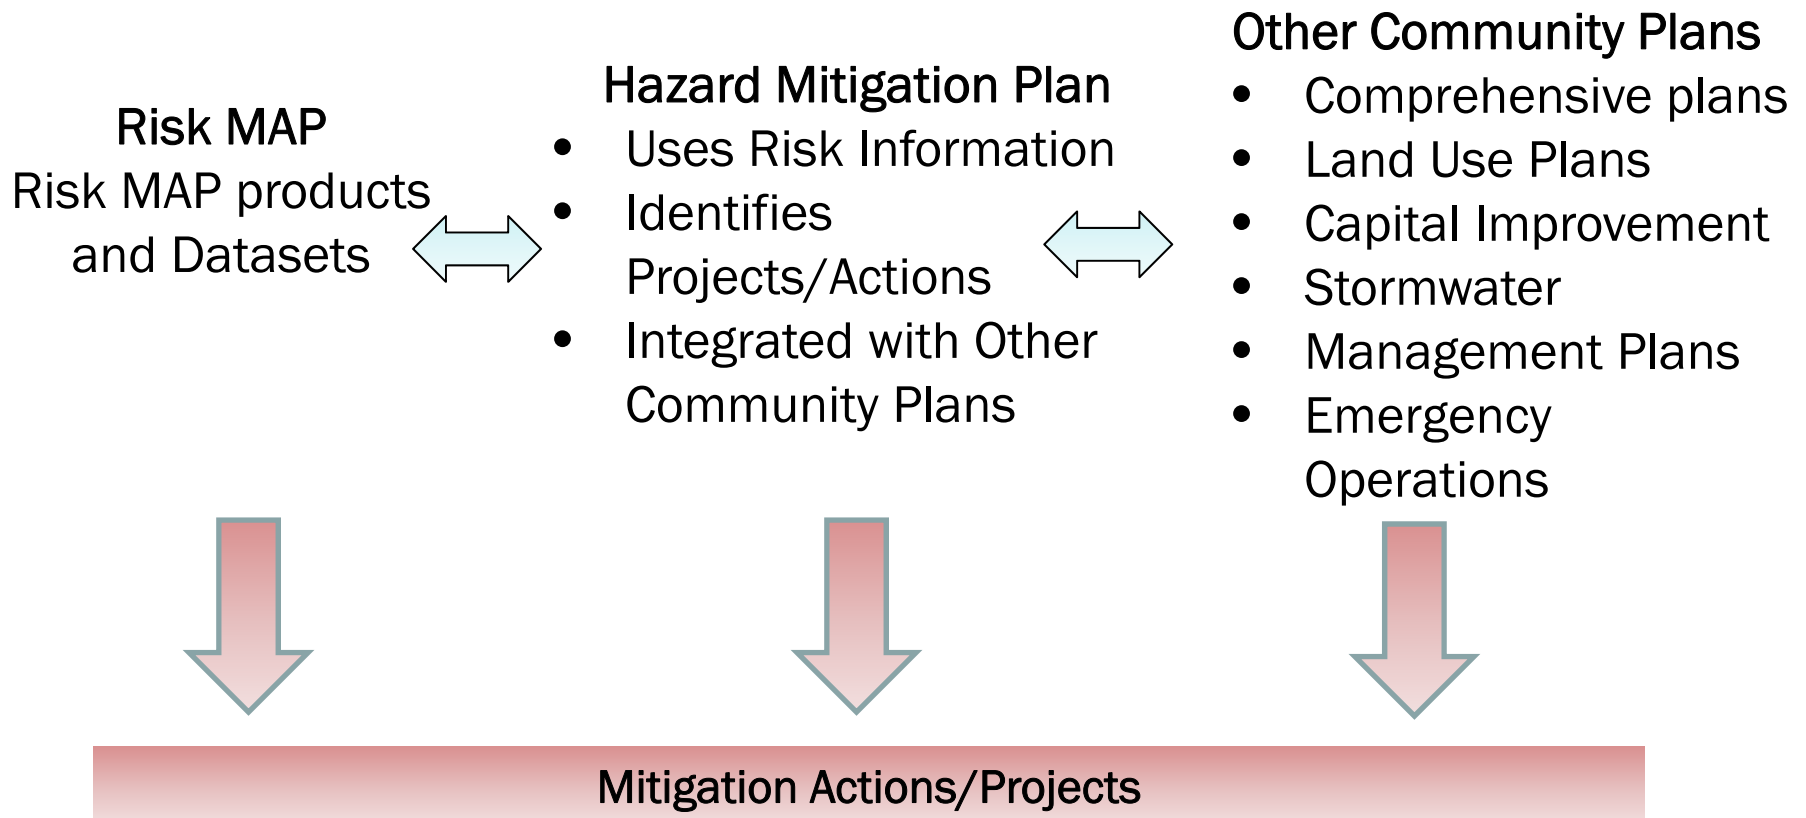 Risk MAP
Risk MAP products
and Datasets
Hazard Mitigation Plan
• Uses Risk Information
• Identifies
Projects/Actions
• Integrated with Other
Community Plans
Other Community Plans
• Comprehensive plans
• Land Use Plans
• Capital Improvement
• Stormwater
• Management Plans
• Emergency
Operations
Mitigation Actions/Projects